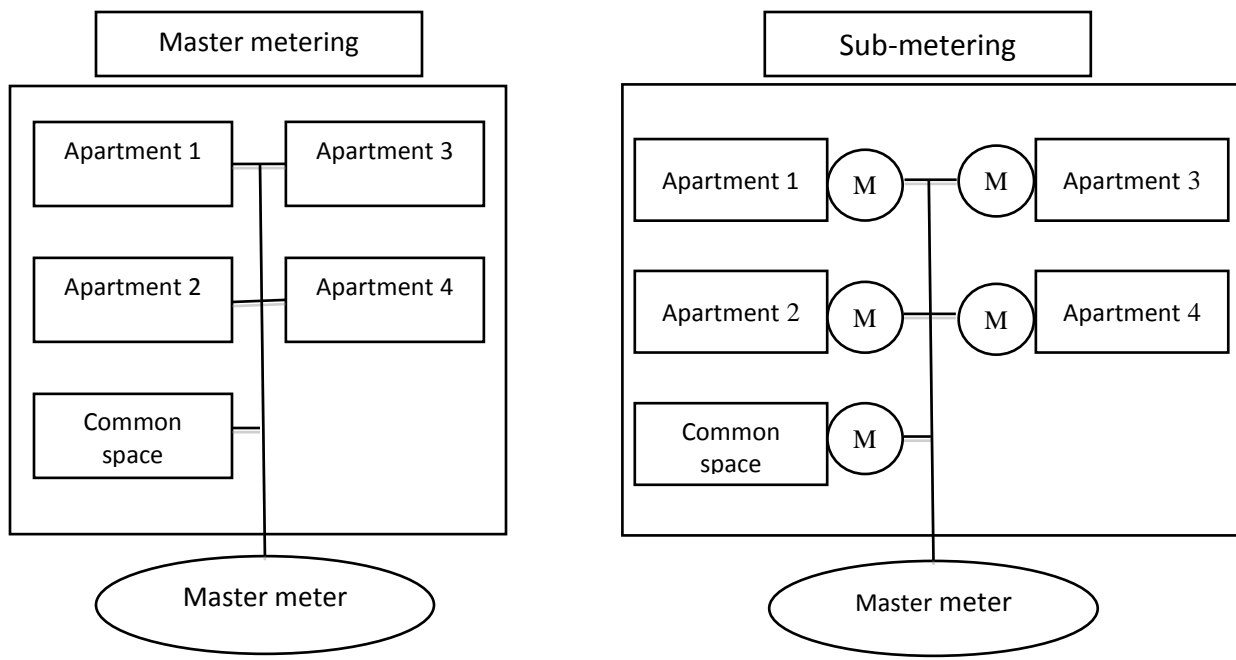 Master metering
Apartment 1
Apartment 3
Apartment 2
Apartment 4
Common
space
Master meter
Sub-metering
Apartment 1
M
M
Apartment 3
Apartment 2
M
M
Apartment 4
Common
space
M
Master meter